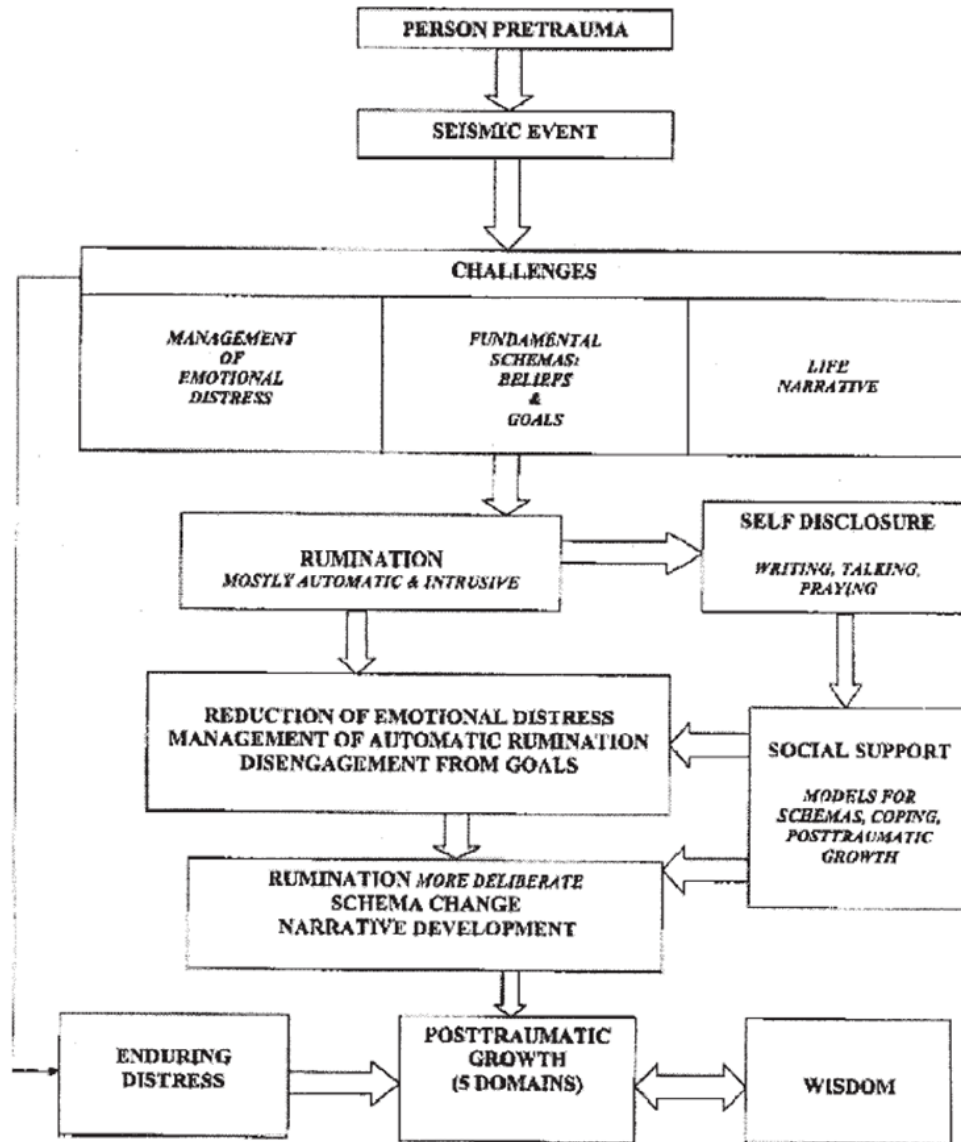 PERSON PRETRAUMA
SEISMIC EVENT
CHALLENGES
MANAGEMENT
OF
EMOTIONAL
DISTRESS
FUNDAMENTAL
SCHEMAS:
BELIEFS
&
GOALS
LIFE
NARRATIVE
RUMINATION
MOSTLY AUTOMATIC & INTRUSIVE
SELF DISCLOSURE
WRITING, TALKING,
PRAYING
REDUCTION OF EMOTIONAL DISTRESS
MANAGEMENT OF AUTOMATIC RUMINATION
DISENGAGEMENT FROM GOALS
SOCIAL SUPPORT
MODELS FOR
SCHEMAS, COPING,
POSTTRAUMATIC
GROWTH
RUMINATION MORE DELIBERATE
SCHEMA CHANGE
NARRATIVE DEVELOPMENT
ENDURING
DISTRESS
POSTTRAUMATIC
GROWTH
(5 DOMAINS)
WISDOM